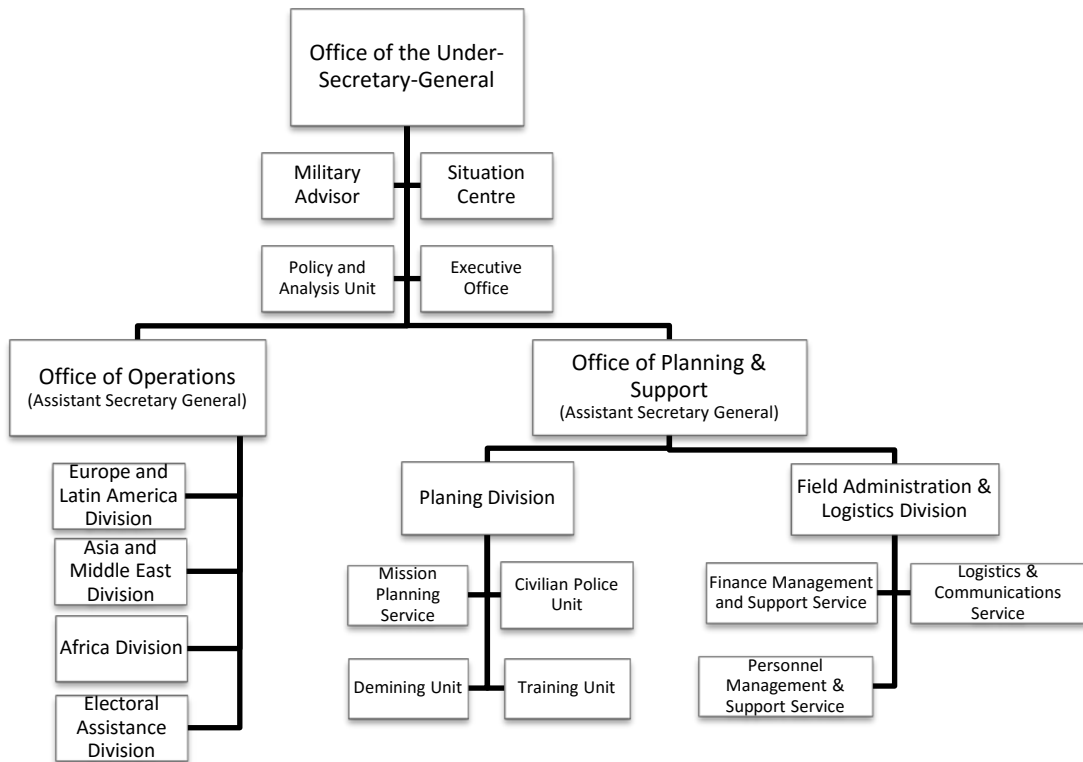 Office of the Under-
Secretary-General
Military
Advisor
Situation
Centre
Policy and
Analysis Unit
Executive
Office
Office of Operations
(Assistant Secretary General)
Office of Planning &
Support
(Assistant Secretary General)
Europe and
Latin America
Division
Asia and
Middle East
Division
Africa Division
Electoral
Assistance
Division
Planing Division
Field Administration &
Logistics Division
Mission
Planning
Service
Civilian Police
Unit
Demining Unit
Training Unit
Finance Management
and Support Service
Logistics &
Communications
Service
Personnel
Management &
Support Service